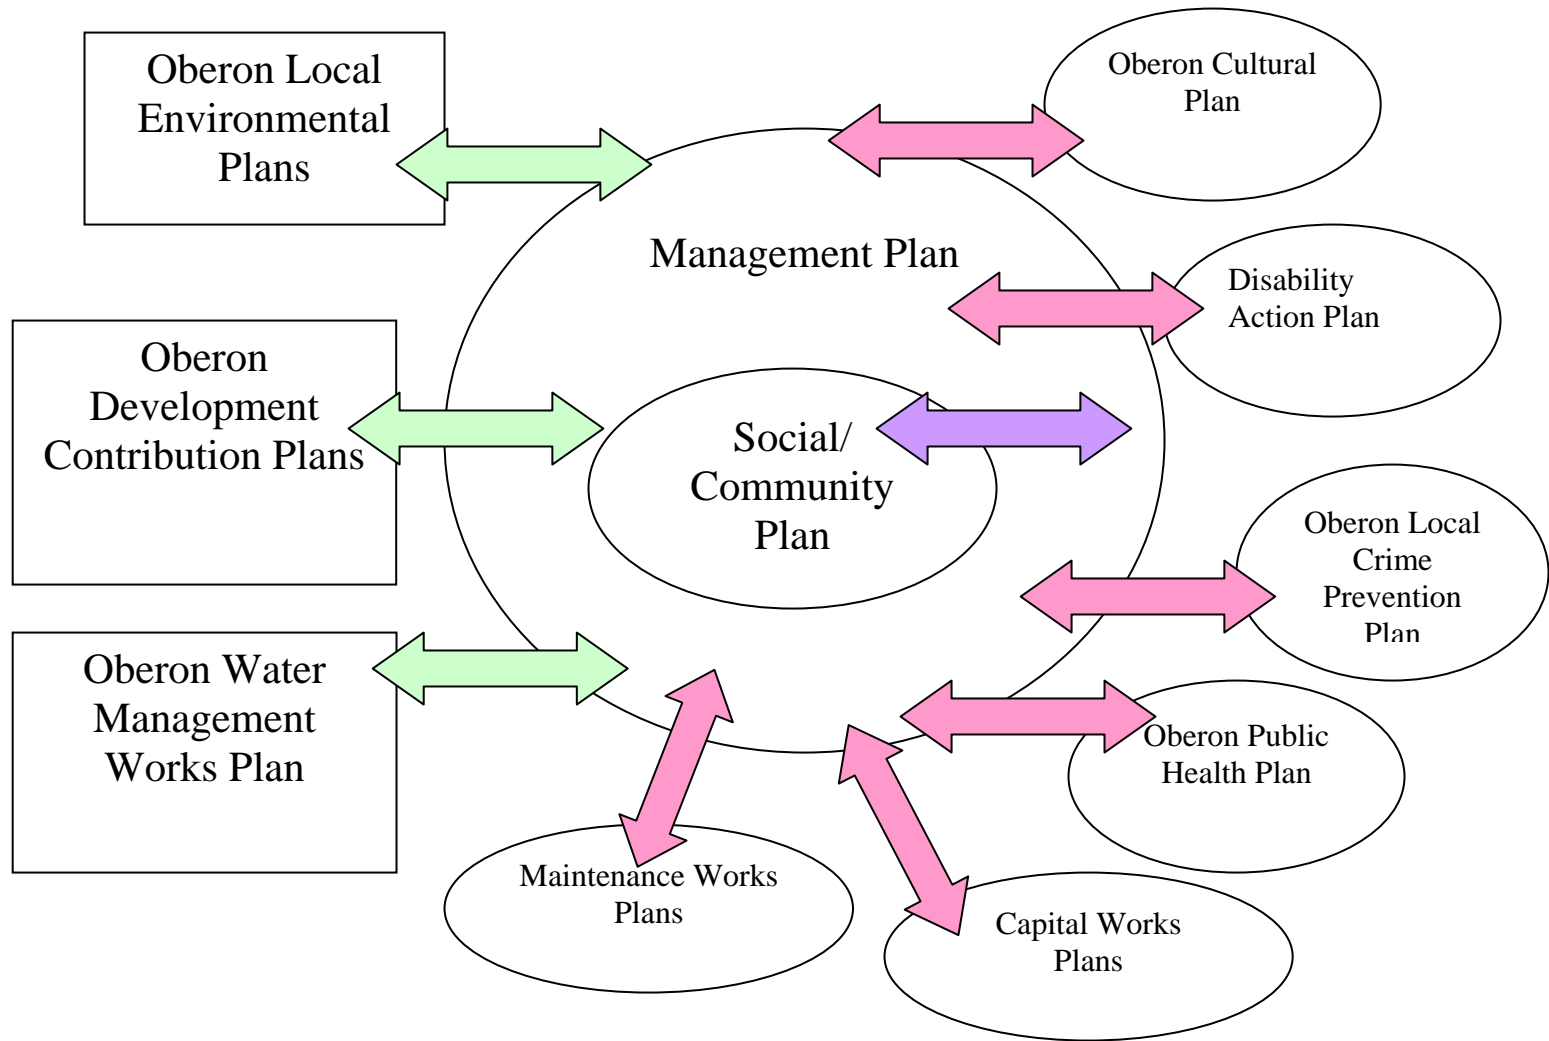 Oberon Local
Environmental
Plans
Oberon Cultural
Plan
Management Plan
Disability
Action Plan
Oberon
Development
Contribution Plans
Social/
Community
Plan
Oberon Local
Crime
Prevention
Plan
Oberon Water
Management
Works Plan
Oberon Public
Health Plan
Maintenance Works
Plans
Capital Works
Plans